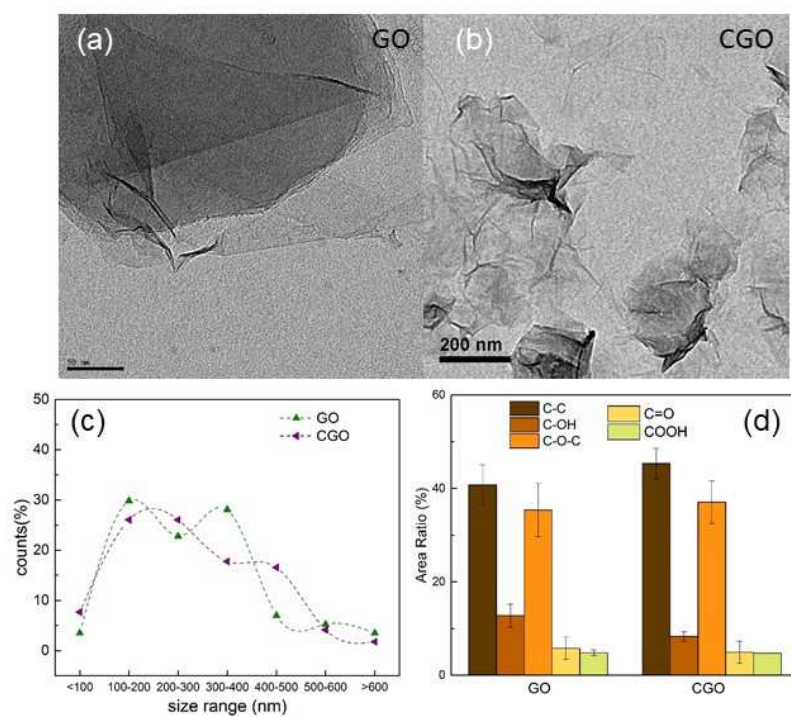 (a)
GO
(b)
CGO
200 nm
(c)
GO
CGO
counts(%)
50
40
30
20
10
0
<100
100-200
200-300
300-400
400-500
500-600
>600
size range (nm)
(d)
C-C
C-OH
C-O-C
C=O
COOH
Area Ratio (%)
60
40
20
0
GO
CGO